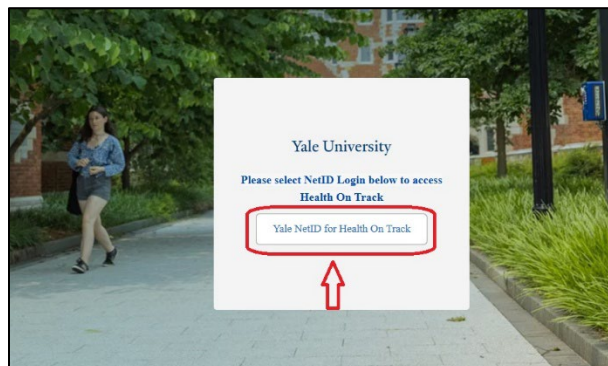 Yale University
Please select NetID Login below to access
Health On Track
Yale NetID for Health On Track